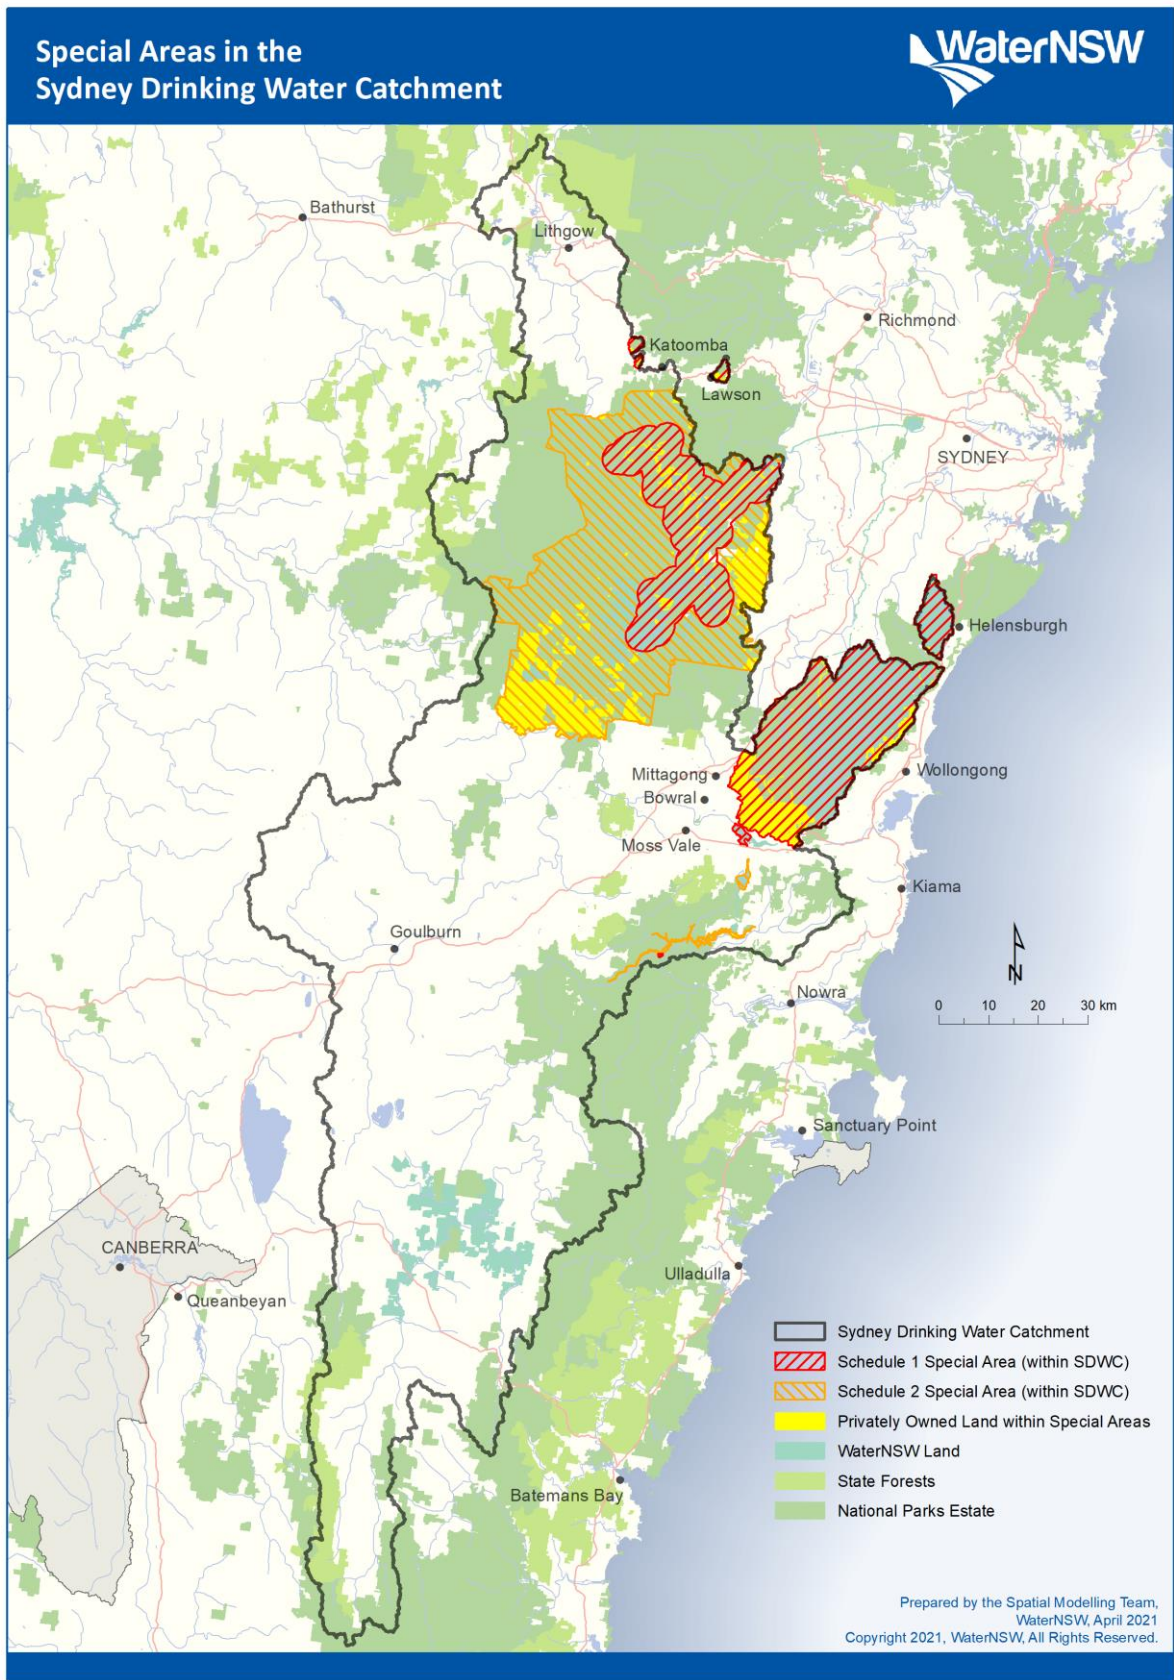 Special Areas in the
Sydney Drinking Water Catchment
WaterNSW
Bathurst
Lithgow
Richmond
Katoomba
Lawson
SYDNEY
Helensburgh
Mittagong
Wollongong
Bowral
Moss Vale
Kiama
Goulburn
N
Nowra
0 10 20 30 km
Sanctuary Point
CANBERRA
Ulladulla
Queanbeyan
Sydney Drinking Water Catchment
Schedule 1 Special Area (within SDWC)
Schedule 2 Special Area (within SDWC)
Privately Owned Land within Special Areas
WaterNSW Land
State Forests
Batemans Bay
National Parks Estate
Prepared by the Spatial Modelling Team,
WaterNSW, April 2021
Copyright 2021, WaterNSW, All Rights Reserved.